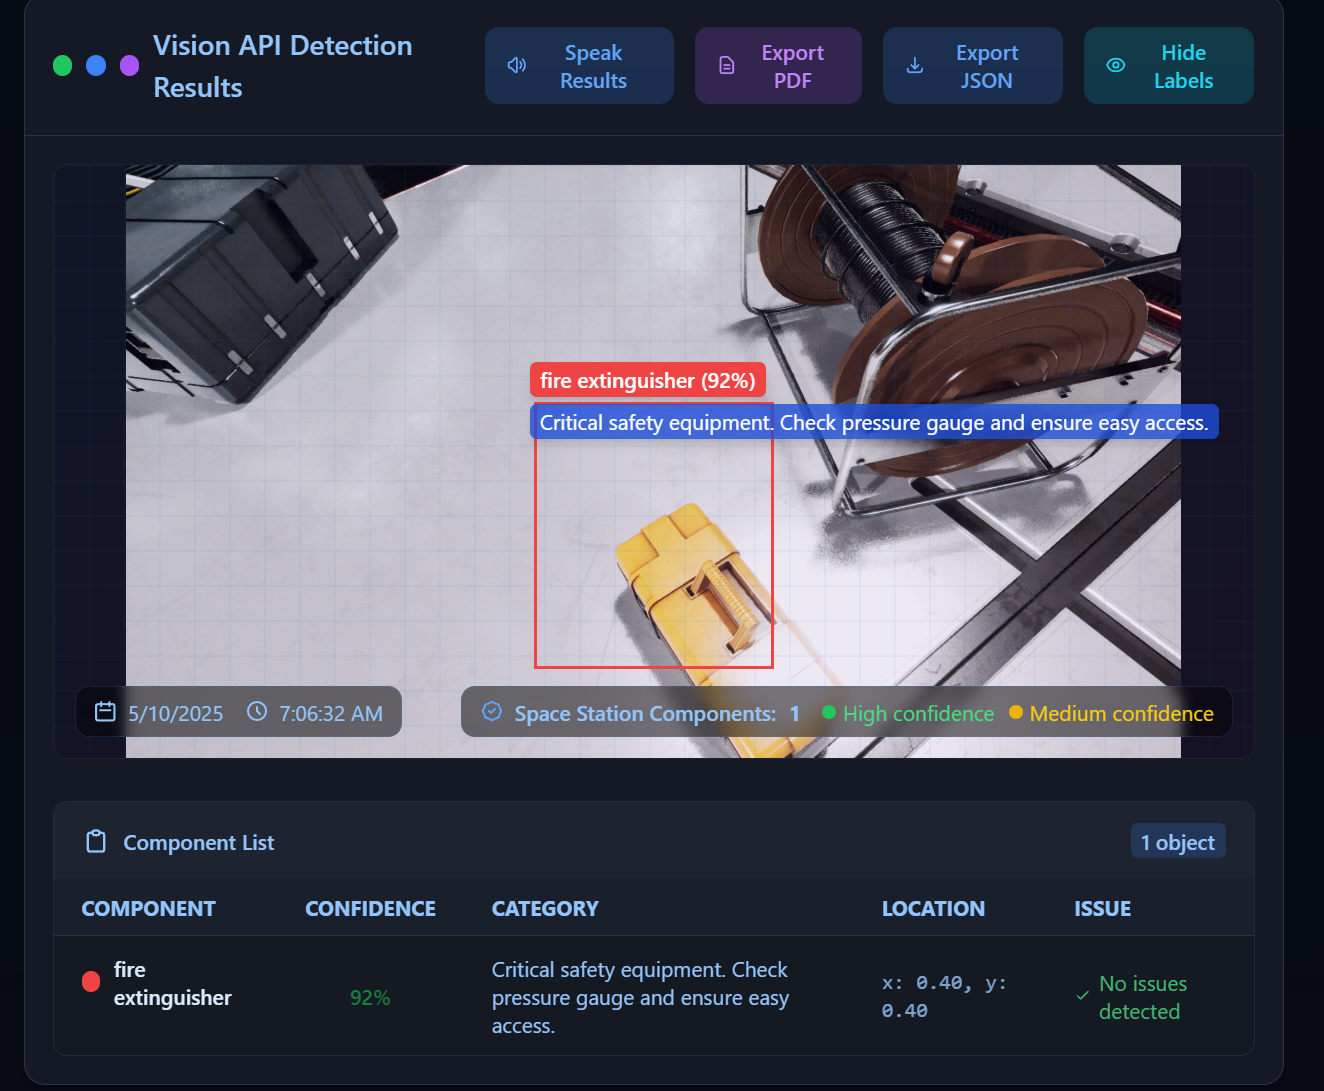 Vision API Detection
Results
Speak
Results
Export
PDF
Export
JSON
Hide
Labels
fire extinguisher (92%)
Critical safety equipment. Check pressure gauge and ensure easy access.
5/10/2025 7:06:32 AM
Space Station Components: 1 High confidence Medium confidence
Component List
1 object
COMPONENT CONFIDENCE CATEGORY LOCATION ISSUE
fire
extinguisher
92%
Critical safety equipment. Check
pressure gauge and ensure easy
access.
x: 0.40, y:
0.40
No issues
detected